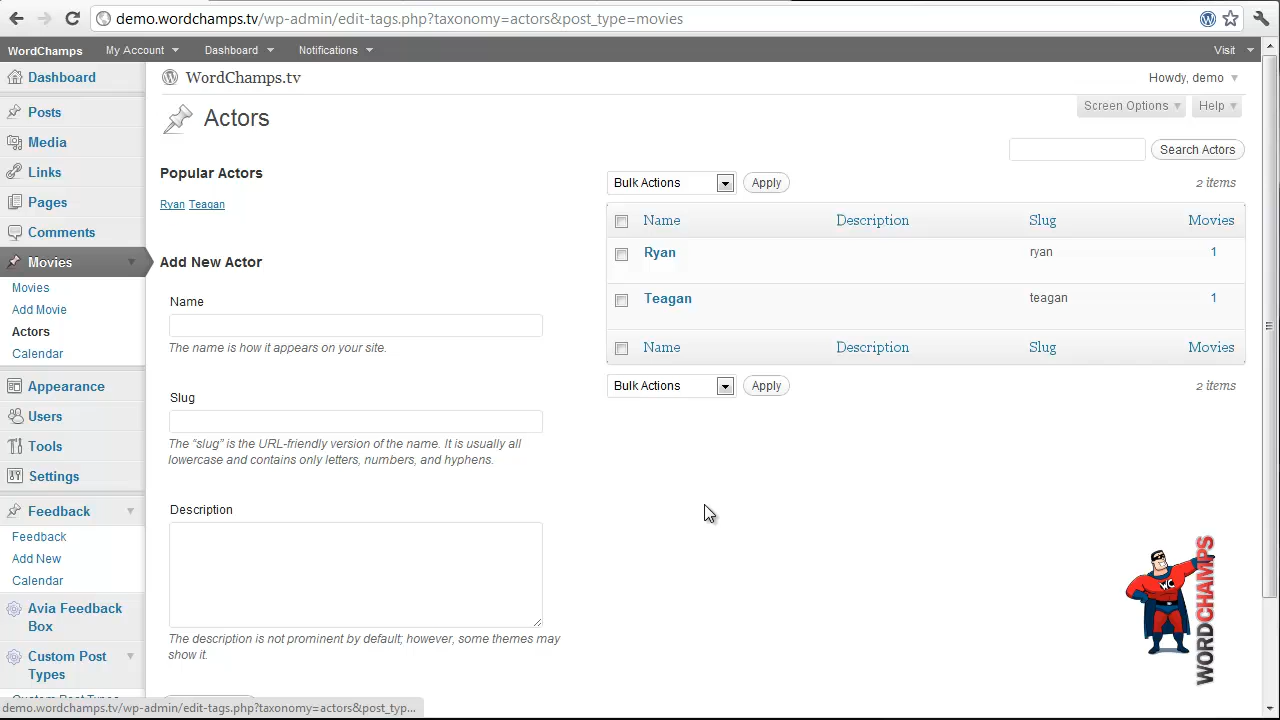 demo.wordchamps.tv/wp-admin/edit-tags.php?taxonomy=actors&post_type=movies
WordChamps My Account Dashboard Notifications Visit
Dashboard
WordChamps.tv
Howdy, demo
Screen Options Help
Actors
Search Actors
Posts
Media
Links
Pages
Comments
Movies
Movies
Add Movie
Actors
Calendar
Appearance
Users
Tools
Settings
Feedback
Feedback
Add New
Calendar
Avia Feedback
Box
Custom Post
Types
Custom Post Types
Popular Actors
Ryan Teagan
Add New Actor
Name
The name is how it appears on your site.
Slug
The “slug” is the URL-friendly version of the name. It is usually all
lowercase and contains only letters, numbers, and hyphens.
Description
The description is not prominent by default; however, some themes may
show it.
Bulk Actions Apply 2 items
Name Description Slug Movies
Ryan ryan 1
Teagan teagan 1
Name Description Slug Movies
Bulk Actions Apply 2 items
WC
WORDCHAMPS
demo.wordchamps.tv/wp-admin/edit-tags.php?taxonomy=actors&post_typ...